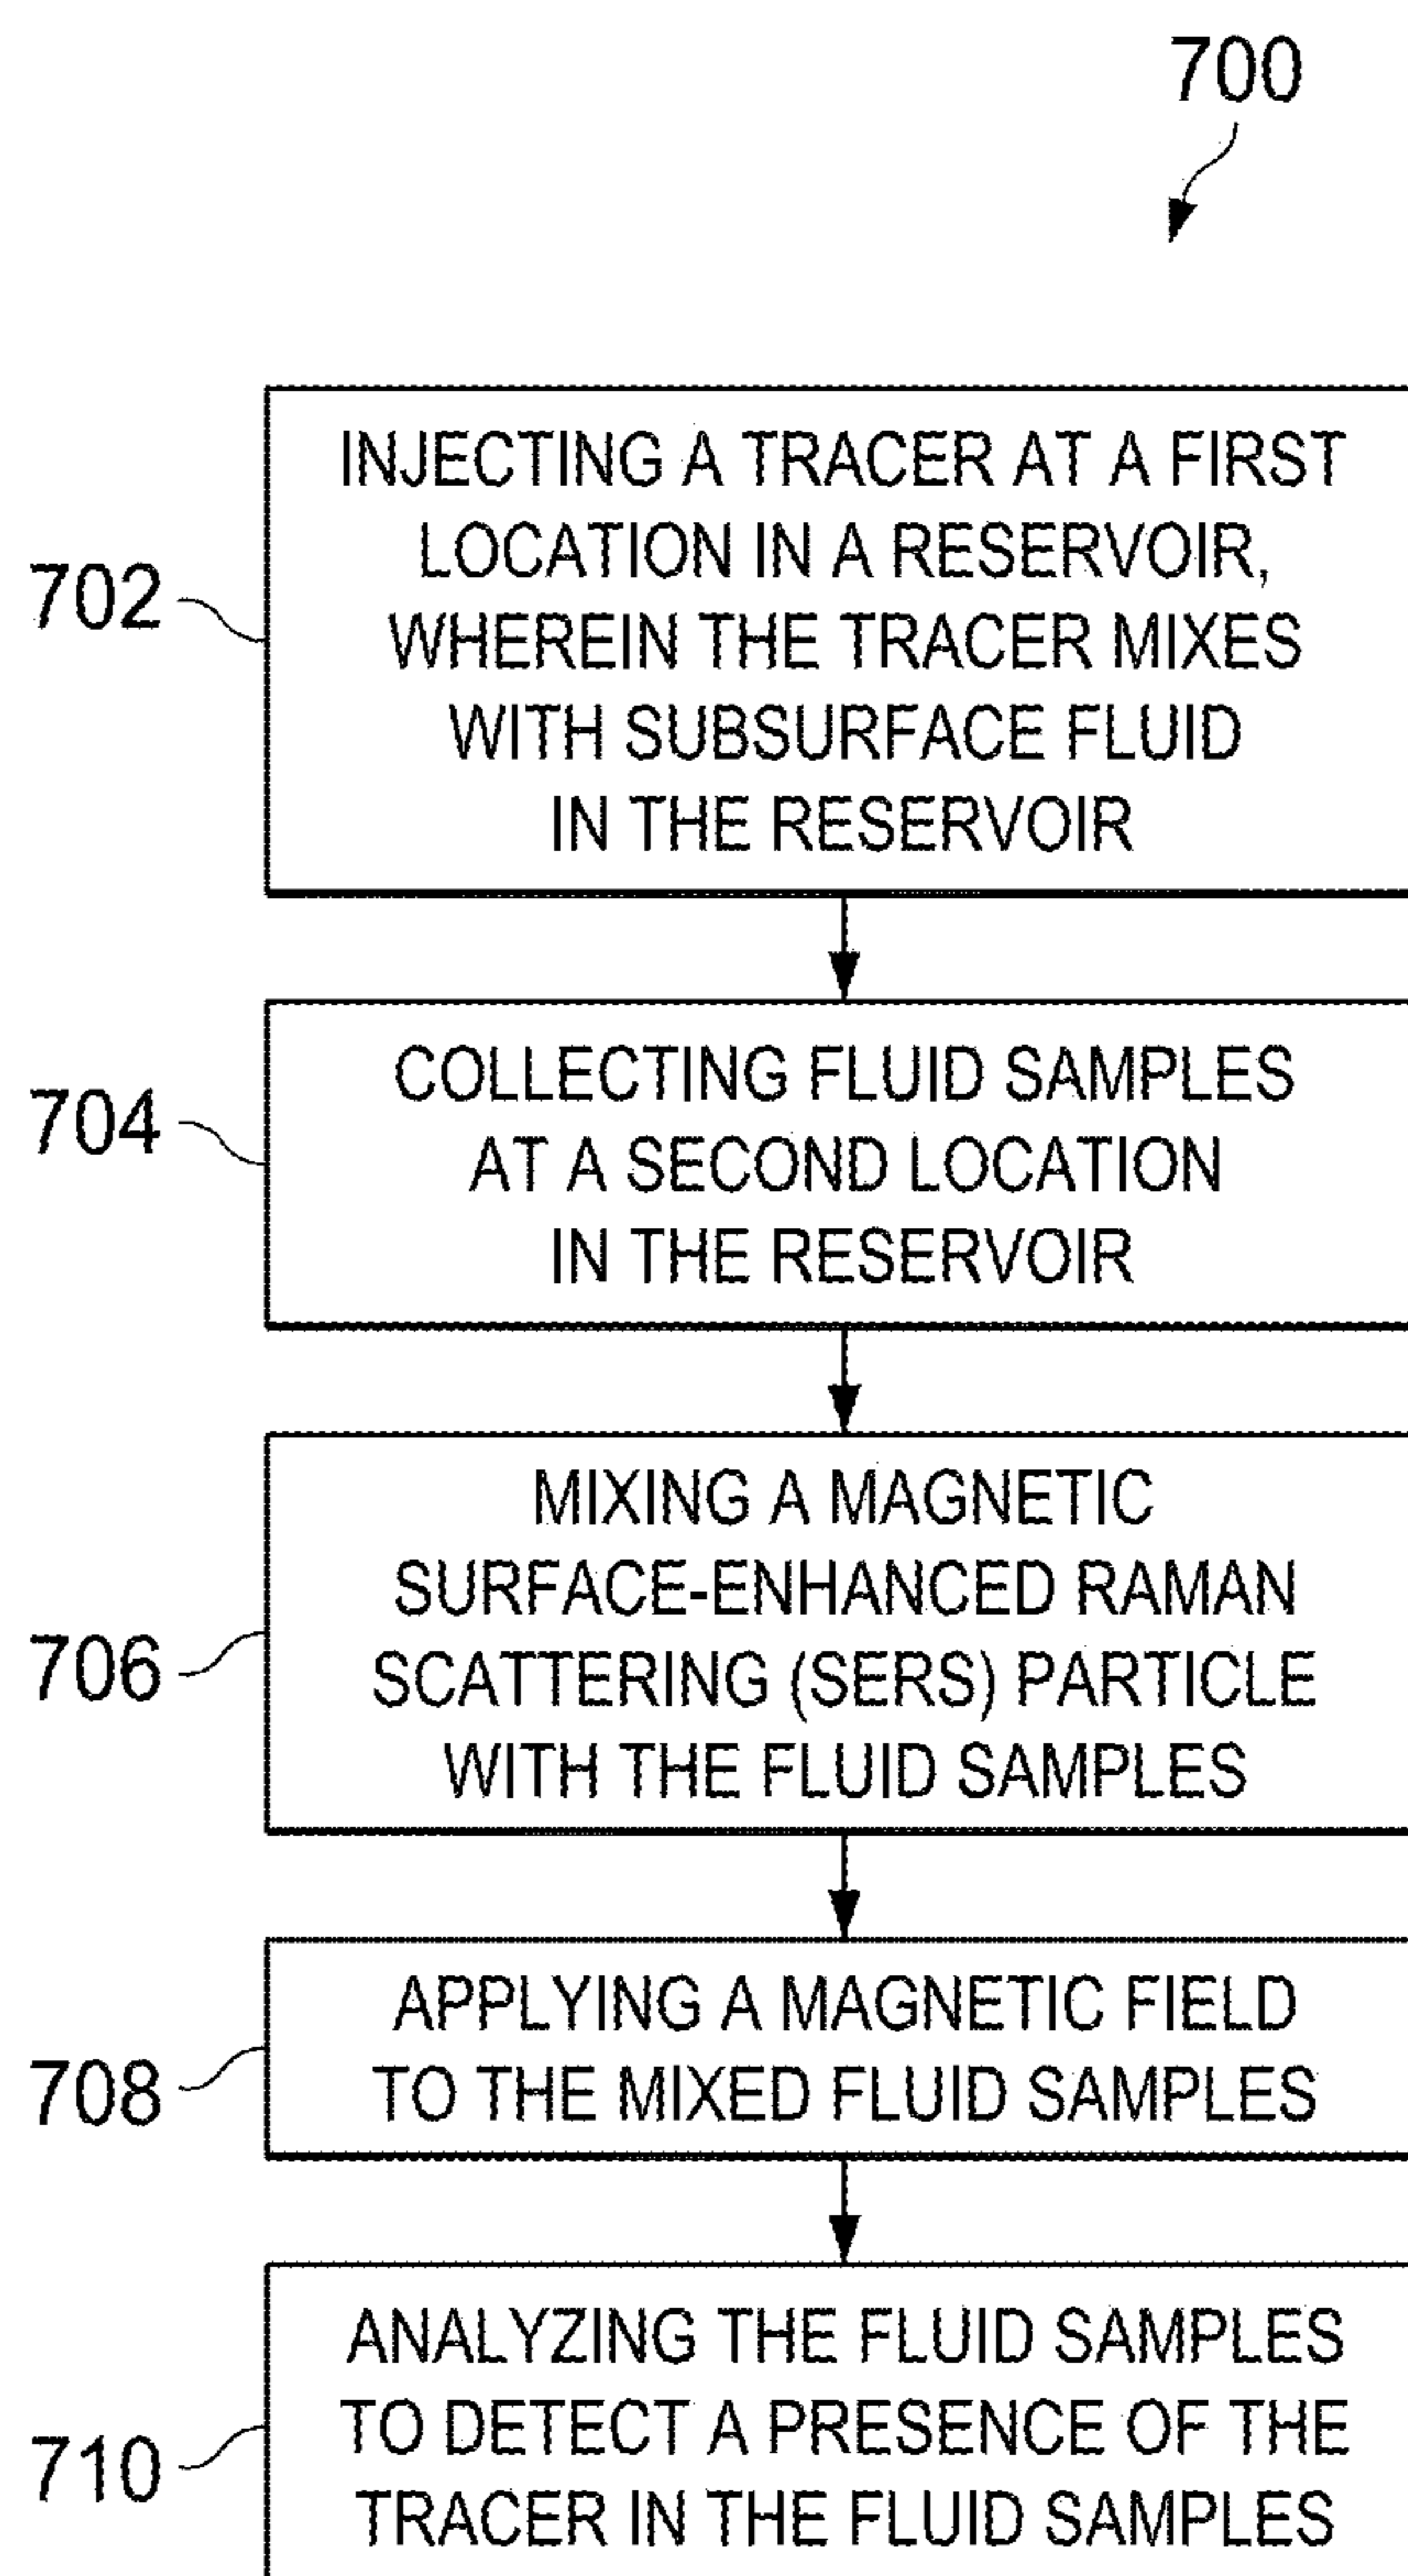 700
702
INJECTING A TRACER AT A FIRST
LOCATION IN A RESERVOIR,
WHEREIN THE TRACER MIXES
WITH SUBSURFACE FLUID
IN THE RESERVOIR
704
COLLECTING FLUID SAMPLES
AT A SECOND LOCATION
IN THE RESERVOIR
706
MIXING A MAGNETIC
SURFACE-ENHANCED RAMAN
SCATTERING (SERS) PARTICLE
WITH THE FLUID SAMPLES
708
APPLYING A MAGNETIC FIELD
TO THE MIXED FLUID SAMPLES
710
ANALYZING THE FLUID SAMPLES
TO DETECT A PRESENCE OF THE
TRACER IN THE FLUID SAMPLES